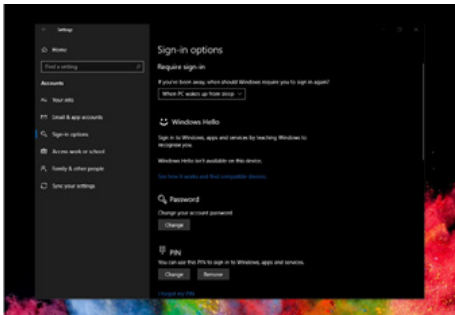 Settings
Home
Find a setting
Accounts
Your info
Email & app accounts
Sign-in options
Access work or school
Family & other people
Sync your settings
Sign-in options
Require sign-in
If you've been away, when should Windows require you to sign in again?
When PC wakes up from sleep
Windows Hello
Sign in to Windows, apps and services by teaching Windows to
recognise you.
Windows Hello isn't available on this device.
See how it works and find compatible devices.
Password
Change your account password
Change
PIN
You can use this PIN to sign in to Windows, apps and services.
Change
Remove
I forgot my PIN